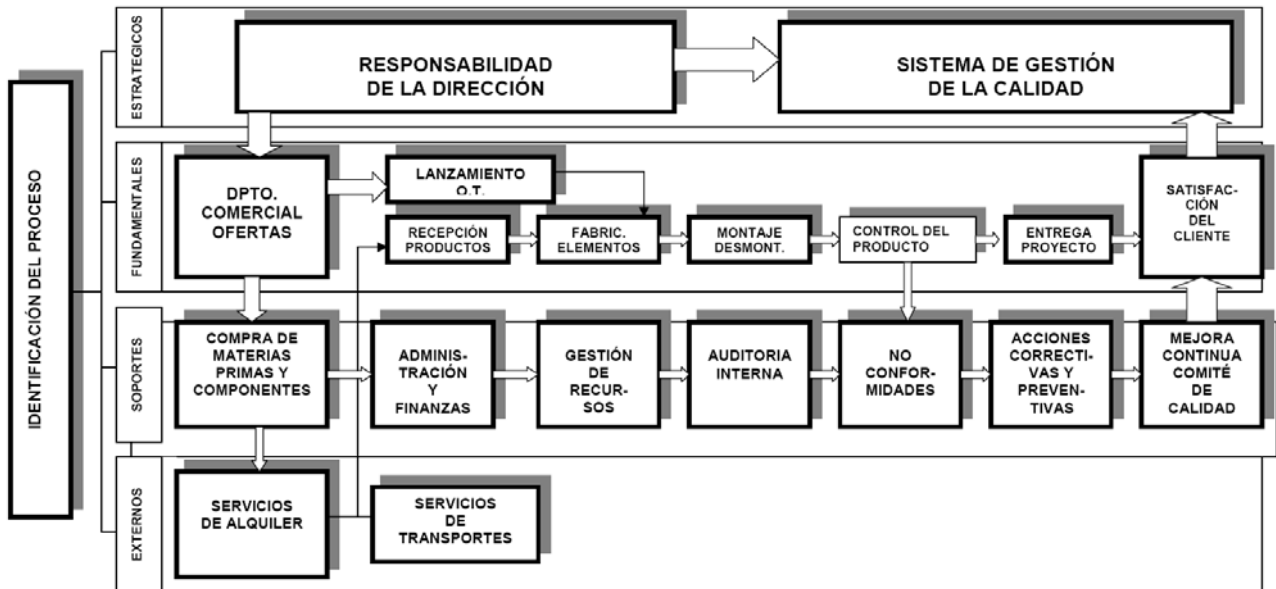 IDENTIFICACIÓN DEL PROCESO
ESTRATEGICOS
RESPONSABILIDAD
DE LA DIRECCIÓN
SISTEMA DE GESTIÓN
DE LA CALIDAD
FUNDAMENTALES
DPTO.
COMERCIAL
OFERTAS
LANZAMIENTO
O.T.
RECEPCIÓN
PRODUCTOS
FABRIC.
ELEMENTOS
MONTAJE
DESMONT.
CONTROL DEL
PRODUCTO
ENTREGA
PROYECTO
SATISFAC-
CIÓN DEL
CLIENTE
SOPORTES
COMPRA DE
MATERIAS
PRIMAS Y
COMPONENTES
ADMINIS-
TRACIÓN
Y
FINANZAS
GESTIÓN
DE
RECURSOS
AUDITORIA
INTERNA
NO
CONFOR-
MIDADES
ACCIONES
CORRECTI-
VAS Y
PREVEN-
TIVAS
MEJORA
CONTINUA
COMITÉ
DE
CALIDAD
EXTERNOS
SERVICIOS
DE ALQUILER
SERVICIOS
DE
TRANSPORTES